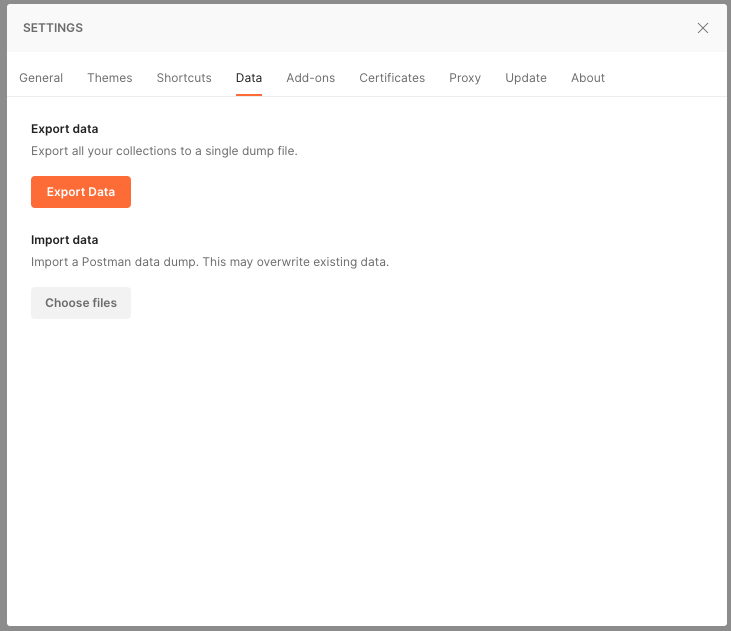 SETTINGS
General Themes Shortcuts Data Add-ons Certificates Proxy Update About
Export data
Export all your collections to a single dump file.
Export Data
Import data
Import a Postman data dump. This may overwrite existing data.
Choose files